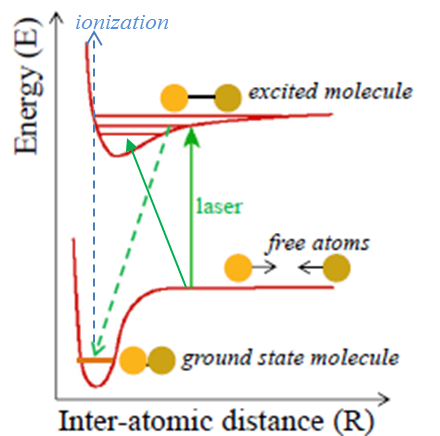 ionization
Energy (E)
excited molecule
laser
free atoms
ground state molecule
Inter-atomic distance (R)